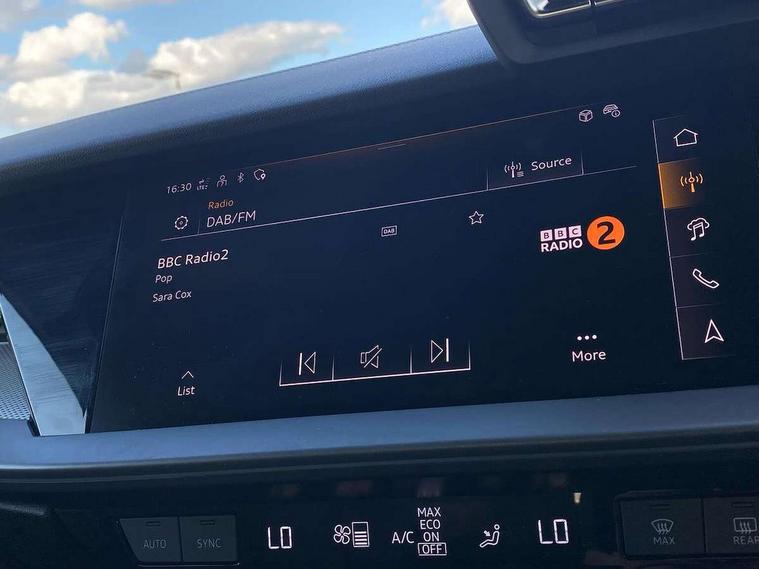 16:30 LTE
Radio
DAB/FM
Source
DAB
BBC Radio2
Pop
Sara Cox
BBC
RADIO 2
List
More
AUTO
SYNC
LO
A/C
MAX
ECO
ON
OFF
LO
MAX
REAR